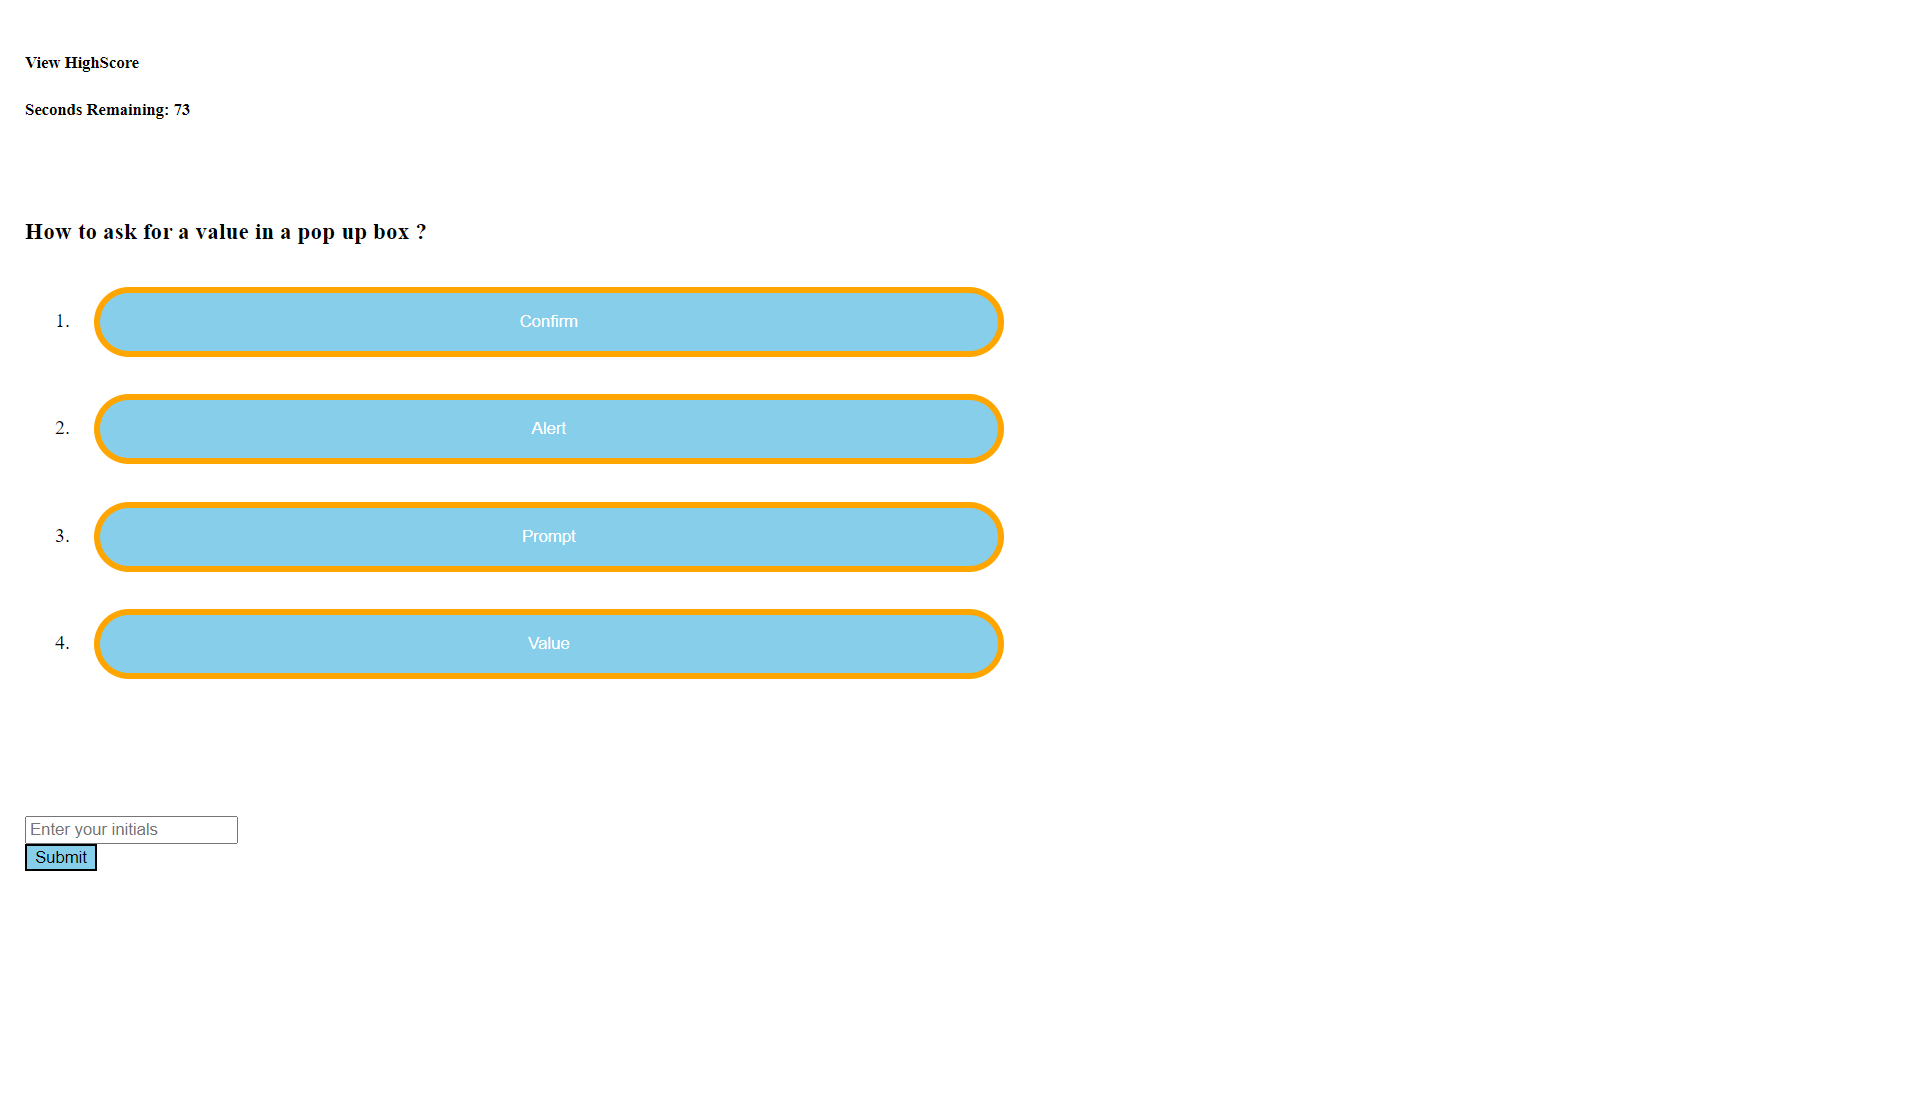 View HighScore
Seconds Remaining: 73
How to ask for a value in a pop up box ?
1. Confirm
2. Alert
3. Prompt
4. Value
Enter your initials
Submit